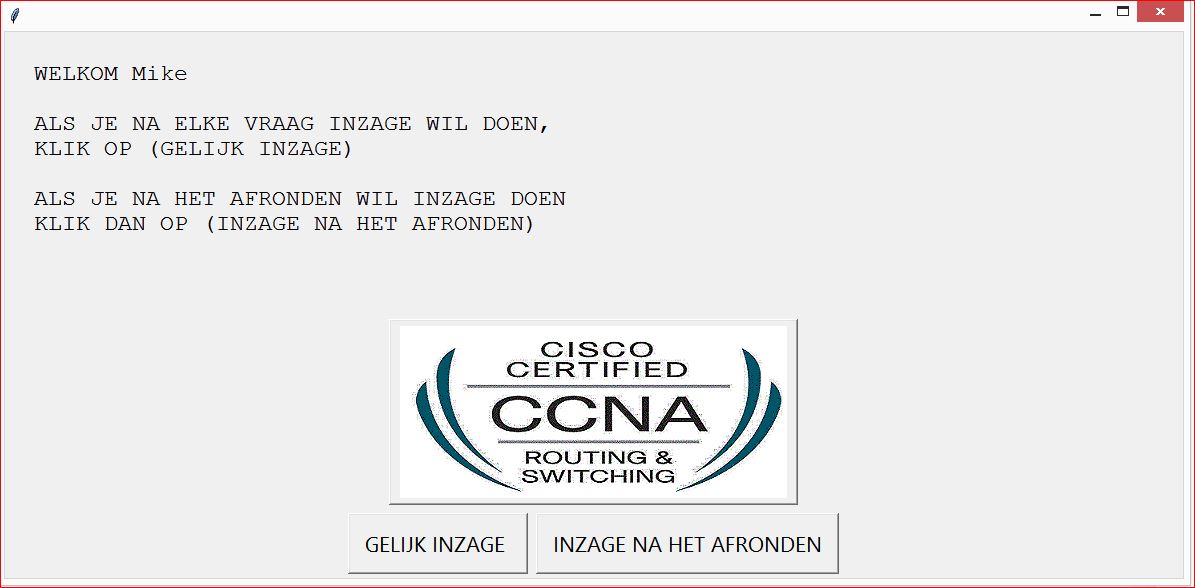 WELKOM Mike
ALS JE NA ELKE VRAAG INZAGE WIL DOEN,
KLIK OP (GELIJK INZAGE)
ALS JE NA HET AFRONDEN WIL INZAGE DOEN
KLIK DAN OP (INZAGE NA HET AFRONDEN)
CISCO
CERTIFIED
CCNA
ROUTING &
SWITCHING
GELIJK INZAGE
INZAGE NA HET AFRONDEN